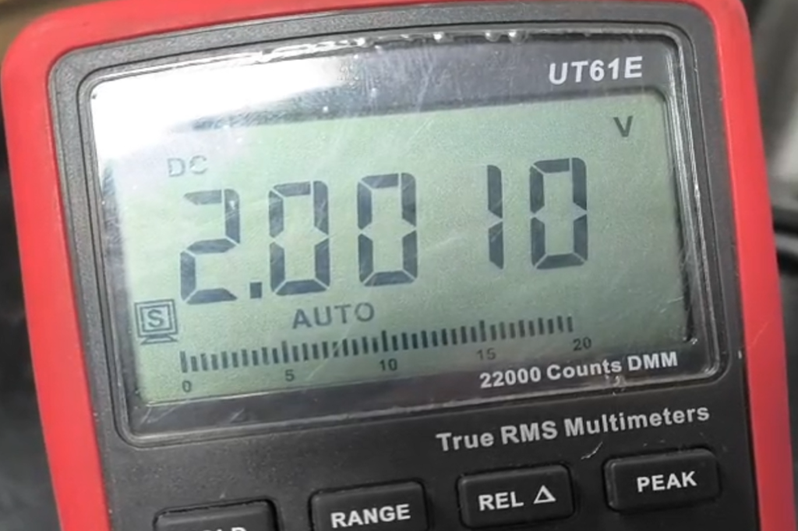 UT61E
V
DC
2.0010
S
AUTO
0 5 10 15 20
22000 Counts DMM
True RMS Multimeters
RANGE REL Δ PEAK